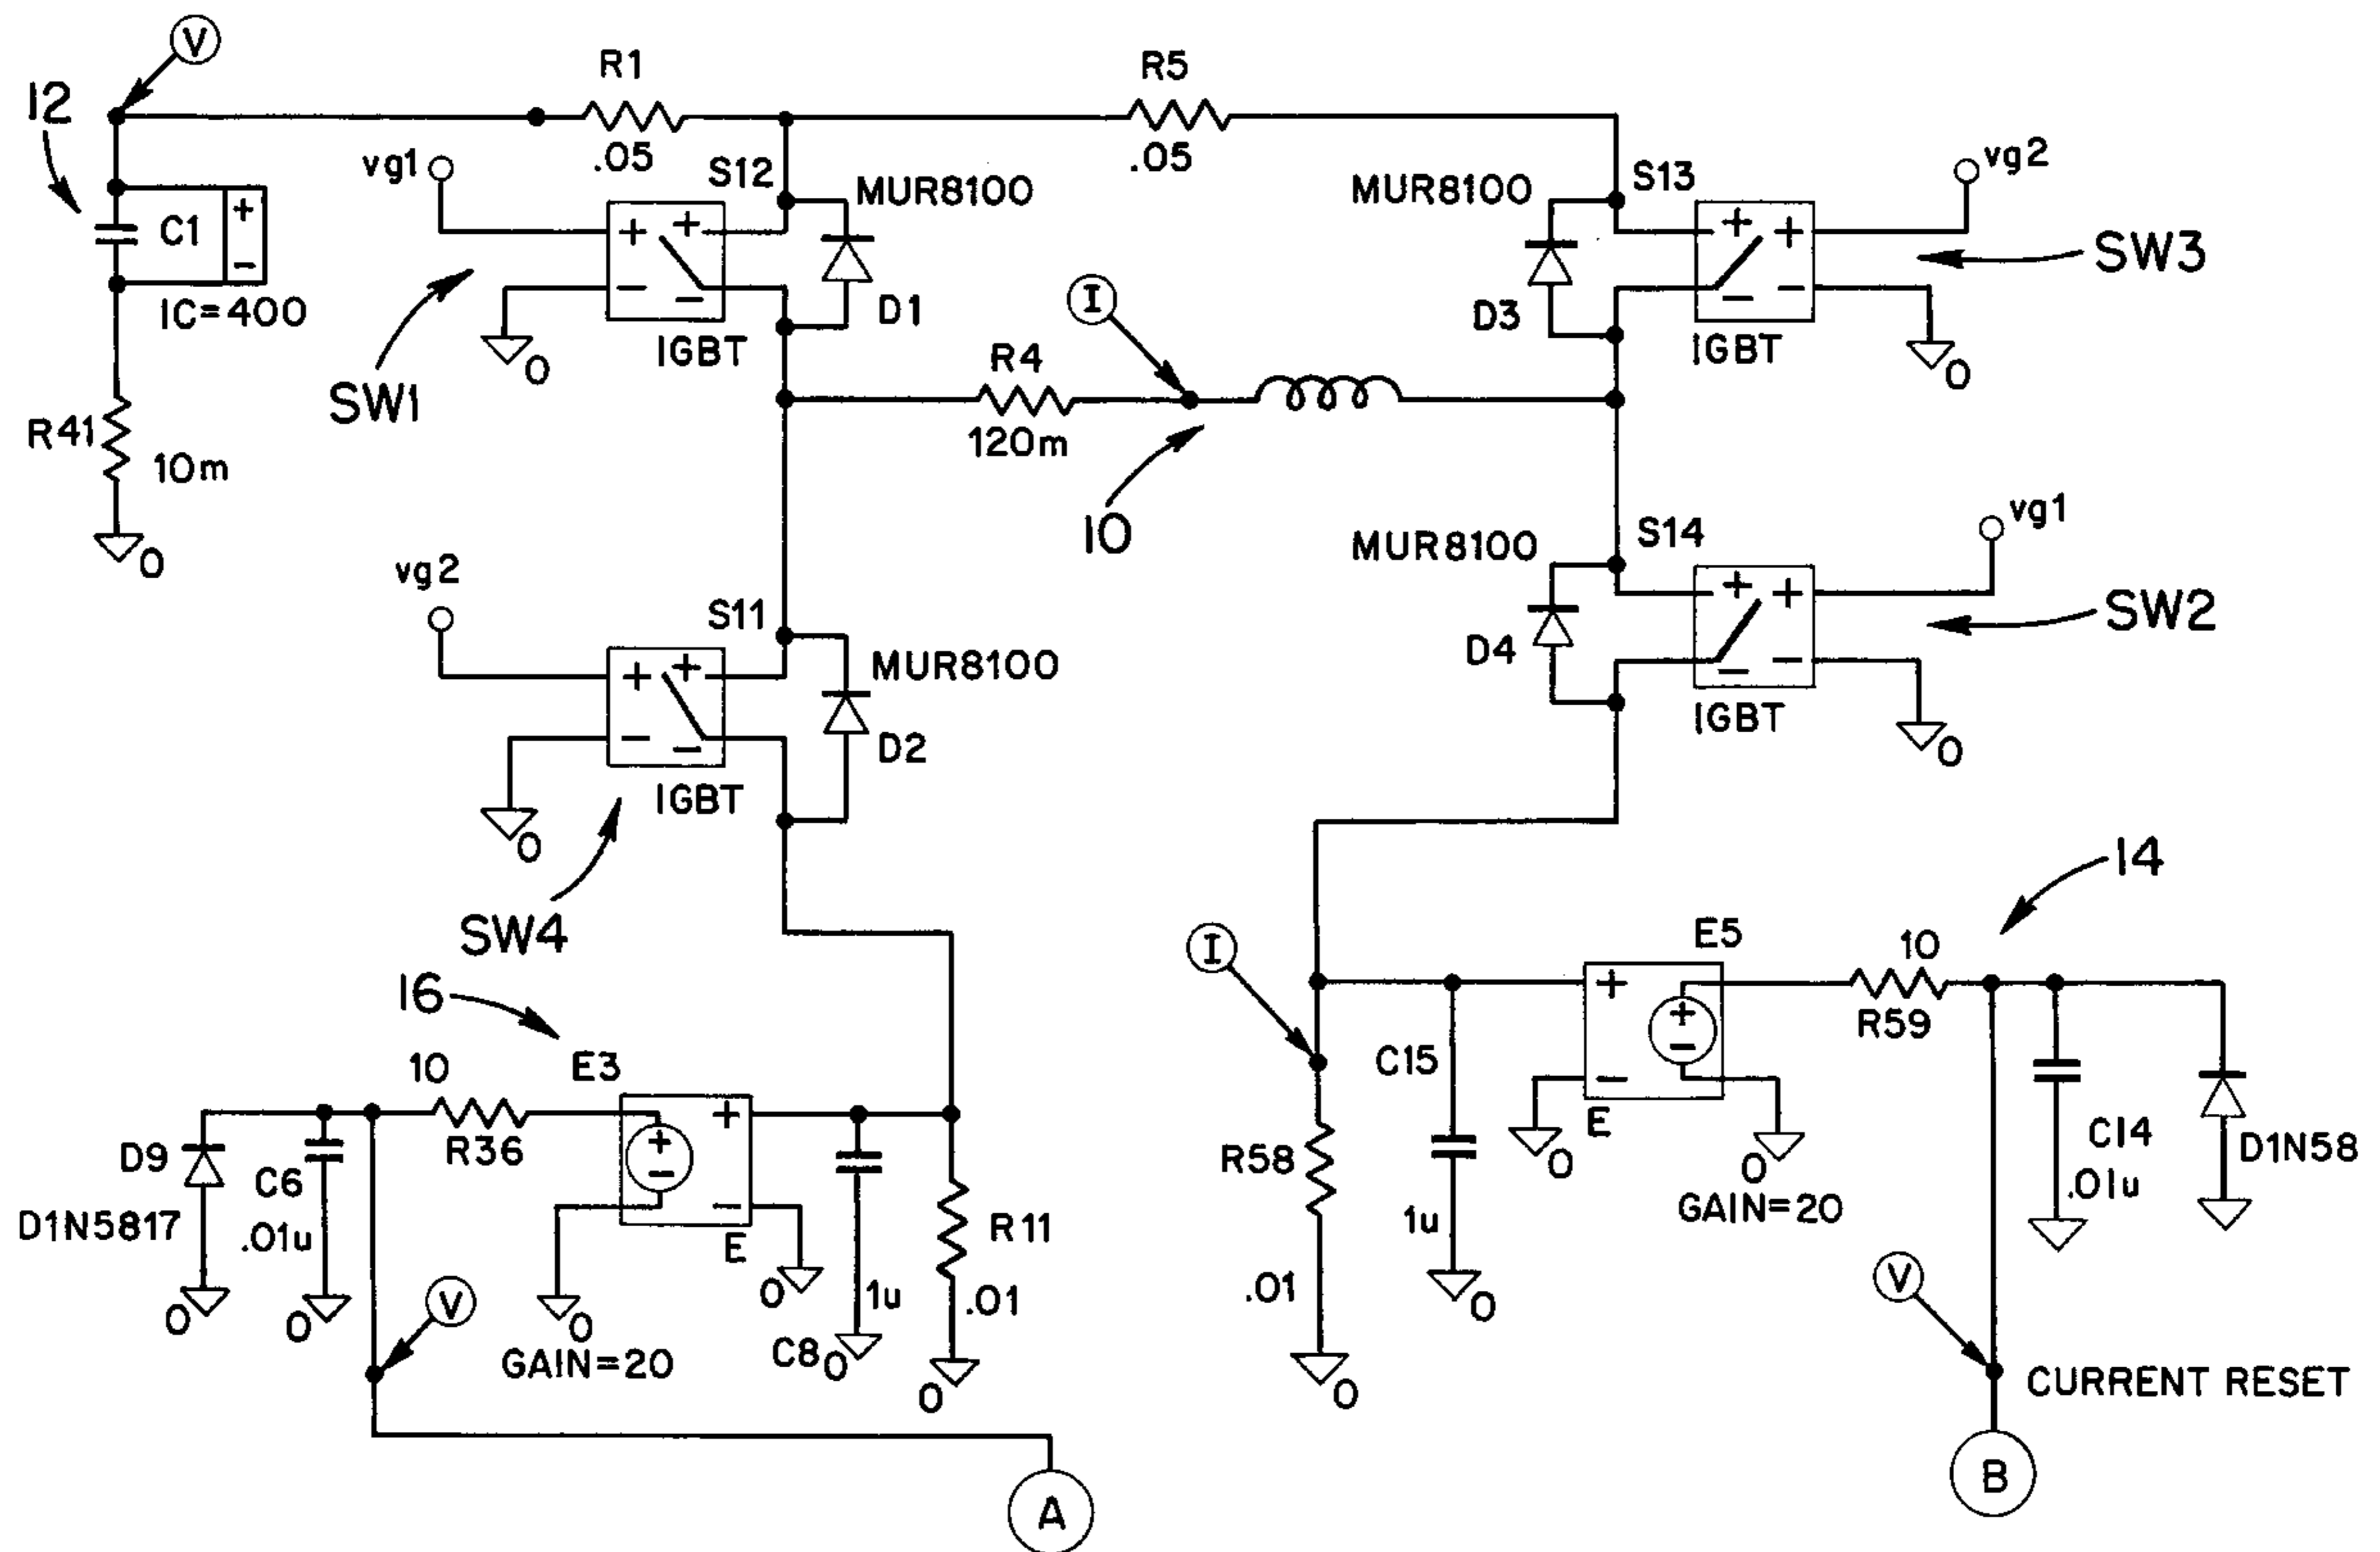 V
12
R1
R5
.05
.05
vg1
S12
MUR8100
MUR8100
S13
vg2
C1
+
-
+
+
-
-
+
+
-
-
SW3
IC=400
D1
I
D3
IGBT
IGBT
0
0
SW1
R4
120m
R41
10m
0
10
vg2
S11
MUR8100
S14
vg1
MUR8100
+
+
-
-
+
+
-
-
SW2
D4
D2
IGBT
IGBT
0
0
SW4
14
16
I
E5
10
R59
+
-
+
-
C15
E
0
0
GAIN=20
R58
1u
.01
0
0
C14
.01u
D1N58
E3
10
R36
+
-
+
-
E
D9
D1N5817
C6
.01u
0
0
0
0
GAIN=20
1u
C8
0
R11
.01
0
V
V
CURRENT RESET
A
B